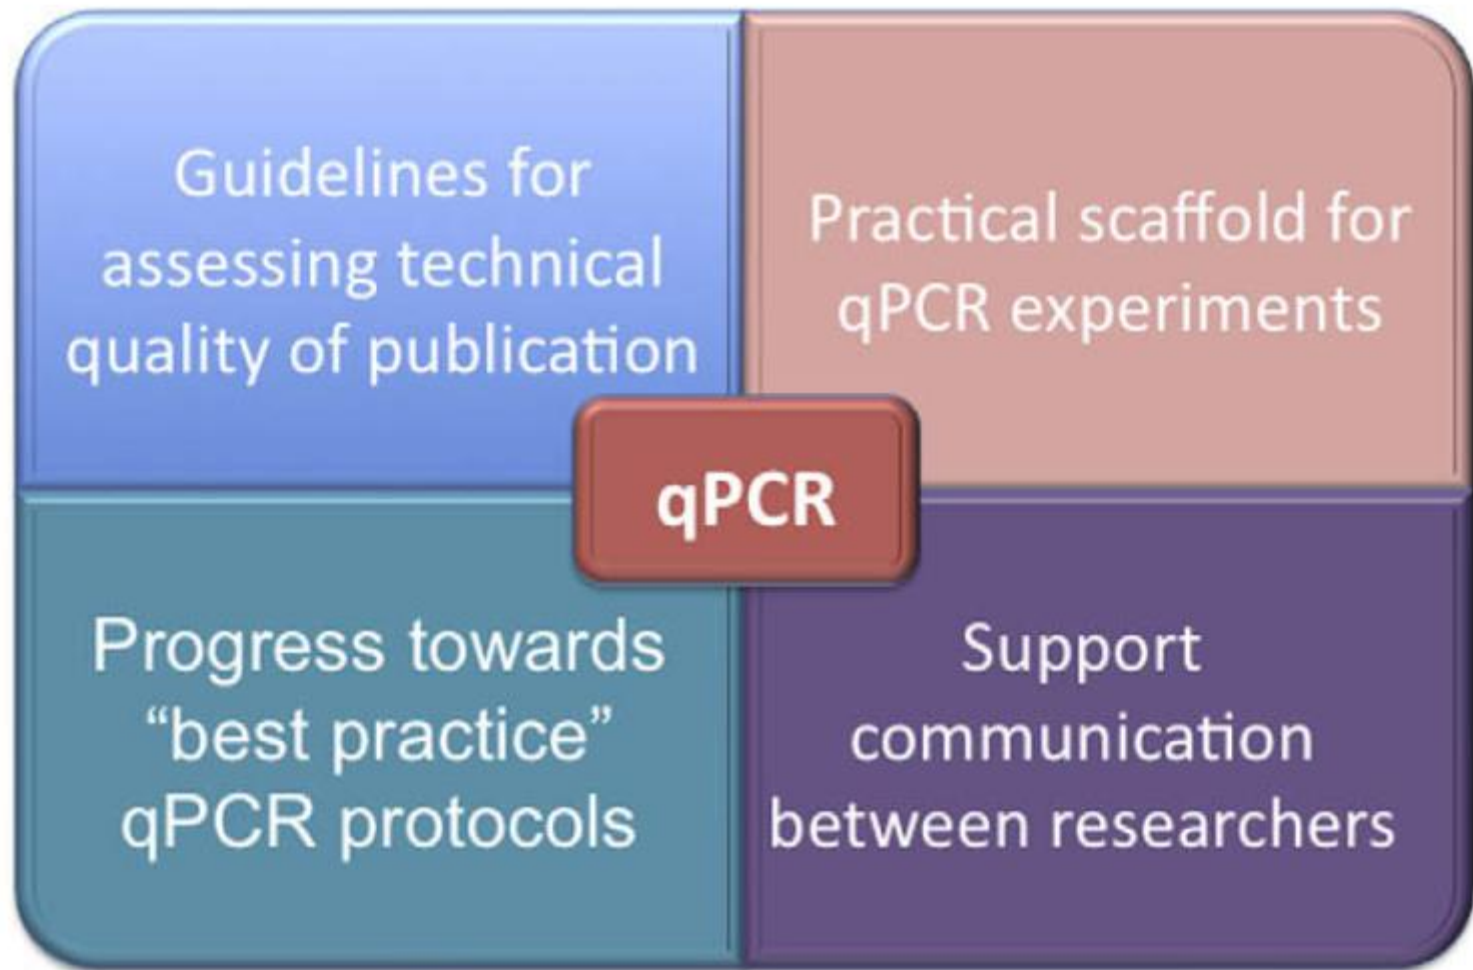 Guidelines for
assessing technical
quality of publication
Practical scaffold for
qPCR experiments
qPCR
Progress towards
“best practice”
qPCR protocols
Support
communication
between researchers